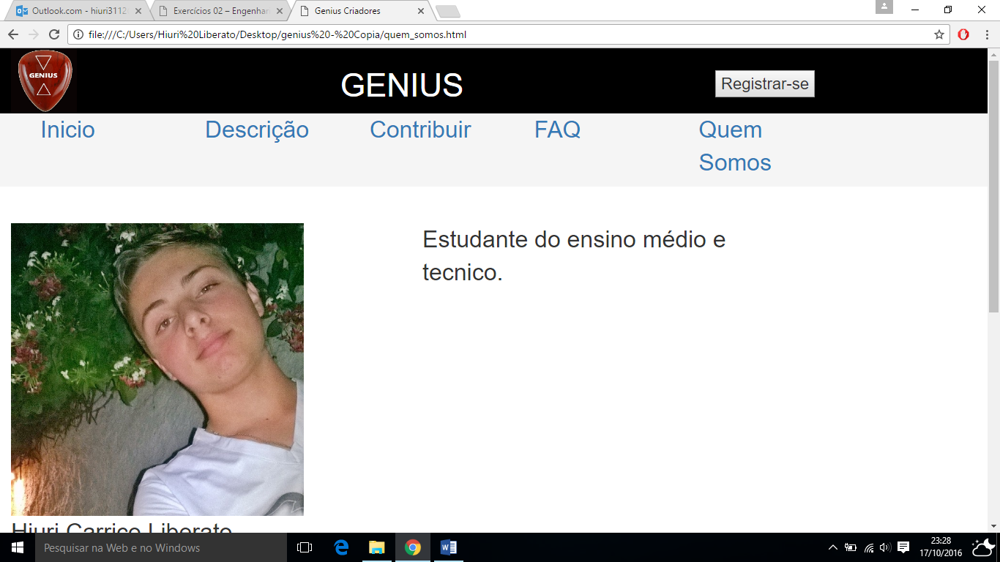 Outlook.com - hiuri3112
Exercícios 02 – Engenhar
Genius Criadores
file:///C:/Users/Hiuri%20Liberato/Desktop/genius%20-%20Copia/quem_somos.html
GENIUS
GENIUS
Registrar-se
Inicio
Descrição
Contribuir
FAQ
Quem
Somos
Estudante do ensino médio e
tecnico.
Hiuri Carriço Liberato
Pesquisar na Web e no Windows
23:28
17/10/2016